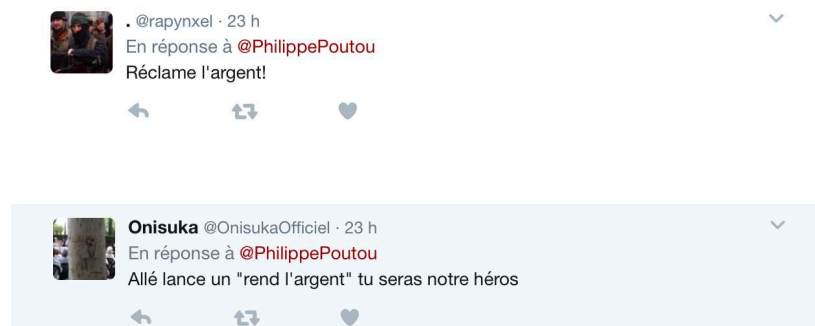 . @rapynxel · 23 h
En réponse à @PhilippePoutou
Réclame l'argent!
Onisuka @OnisukaOfficiel · 23 h
En réponse à @PhilippePoutou
Allé lance un "rend l'argent" tu seras notre héros